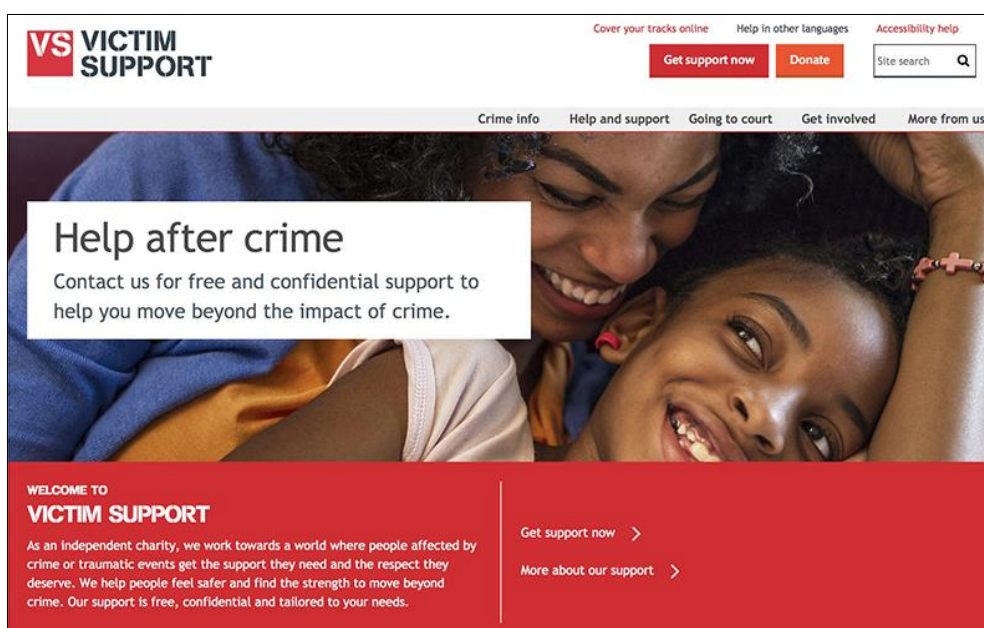 VS VICTIM
SUPPORT
Cover your tracks online Help in other languages Accessibility help
Get support now Donate Site search
Crime info Help and support Going to court Get involved More from us
Help after crime
Contact us for free and confidential support to
help you move beyond the impact of crime.
WELCOME TO
VICTIM SUPPORT
As an independent charity, we work towards a world where people affected by
crime or traumatic events get the support they need and the respect they
deserve. We help people feel safer and find the strength to move beyond
crime. Our support is free, confidential and tailored to your needs.
Get support now
More about our support